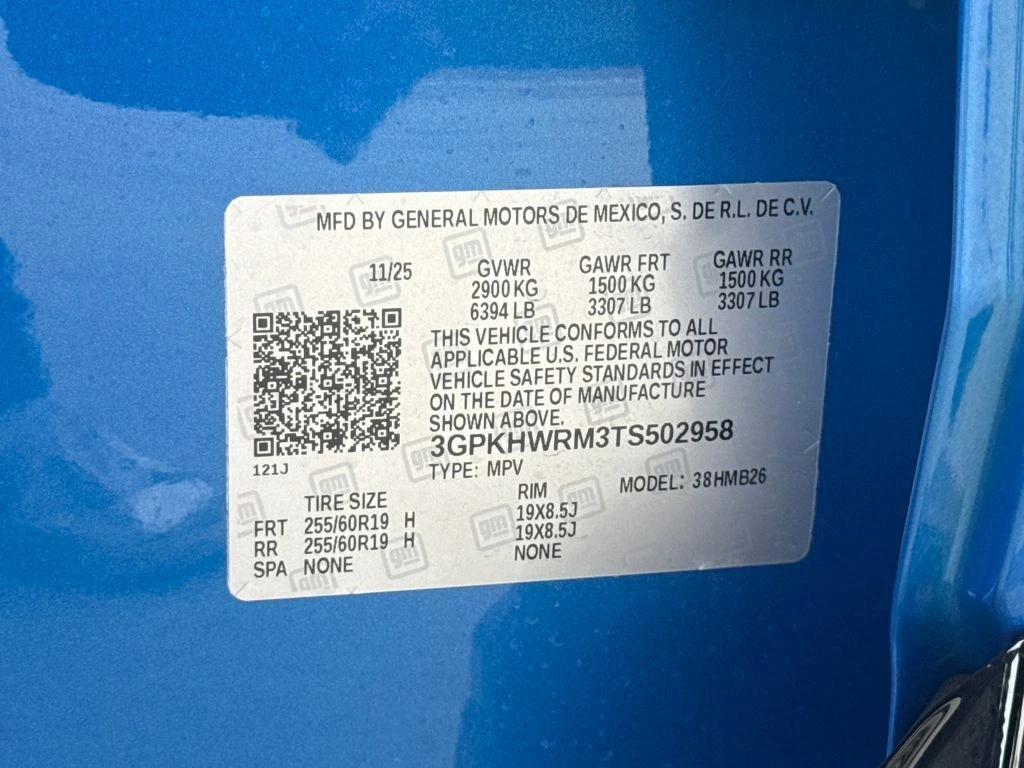 MFD BY GENERAL MOTORS DE MEXICO, S. DE R.L. DE C.V.
11/25 GVWR GAWR FRT GAWR RR
2900 KG 1500 KG 1500 KG
6394 LB 3307 LB 3307 LB
THIS VEHICLE CONFORMS TO ALL
APPLICABLE U.S. FEDERAL MOTOR
VEHICLE SAFETY STANDARDS IN EFFECT
ON THE DATE OF MANUFACTURE
SHOWN ABOVE.
3GPKHWRM3TS502958
121J TYPE: MPV MODEL: 38HMB26
TIRE SIZE RIM
FRT 255/60R19 H 19X8.5J
RR 255/60R19 H 19X8.5J
SPA NONE NONE
gm